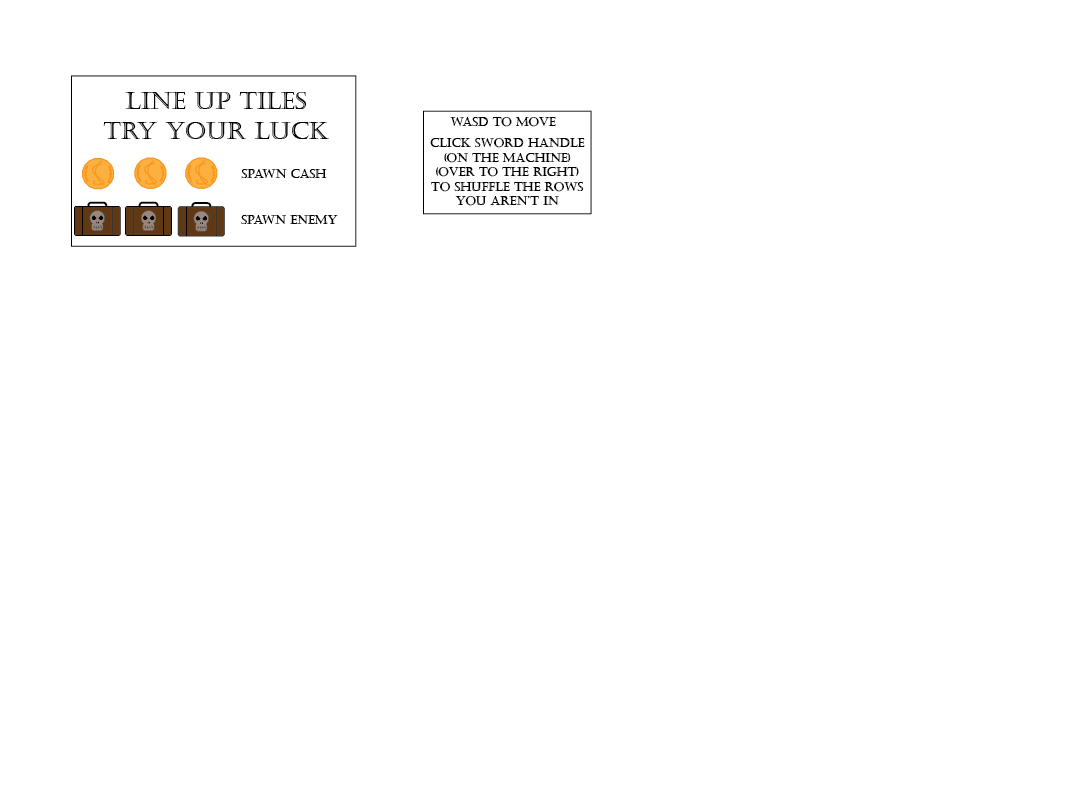 LINE UP TILES
TRY YOUR LUCK
SPAWN CASH
SPAWN ENEMY
WASD TO MOVE
CLICK SWORD HANDLE
(ON THE MACHINE)
(OVER TO THE RIGHT)
TO SHUFFLE THE ROWS
YOU AREN'T IN